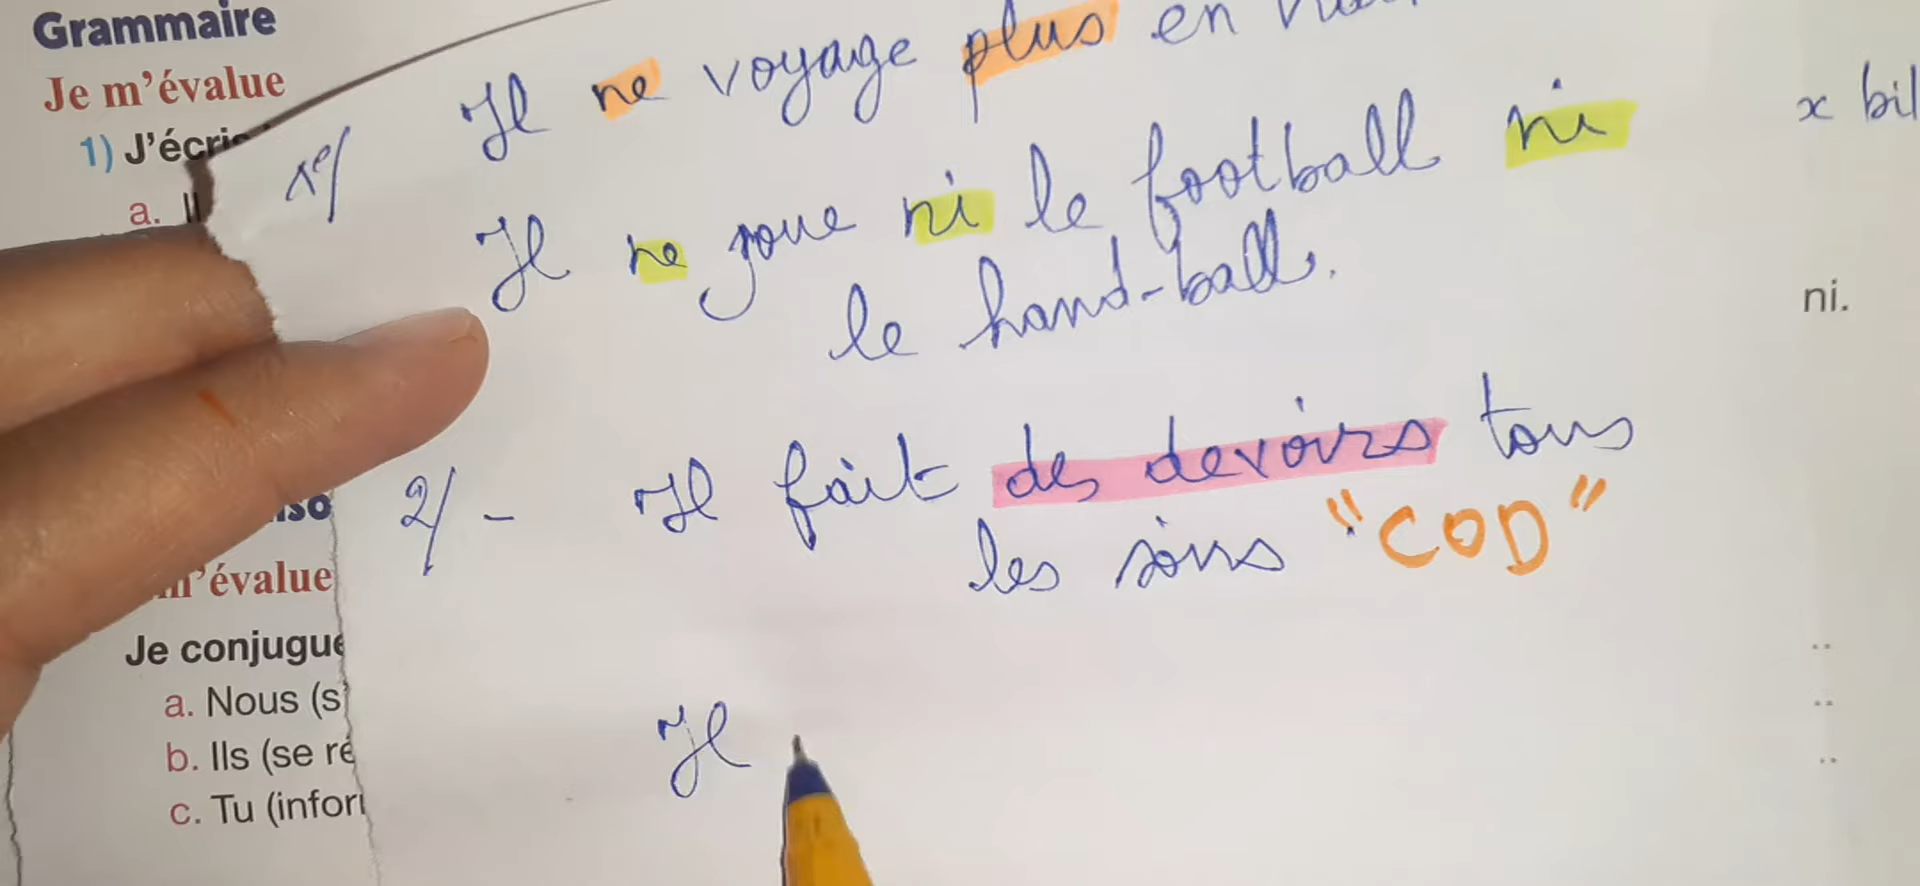 Grammaire
Je m'évalue
1) J'écris
a. Il
1°/ Il ne voyage plus en
x bil
Il ne joue ni le football ni
le hand-ball.
ni.
2/ - Il fait des devoirs tous
les soirs "COD"
m'évalue
Je conjugue
a. Nous (s'
b. Ils (se ré
c. Tu (infor
Il